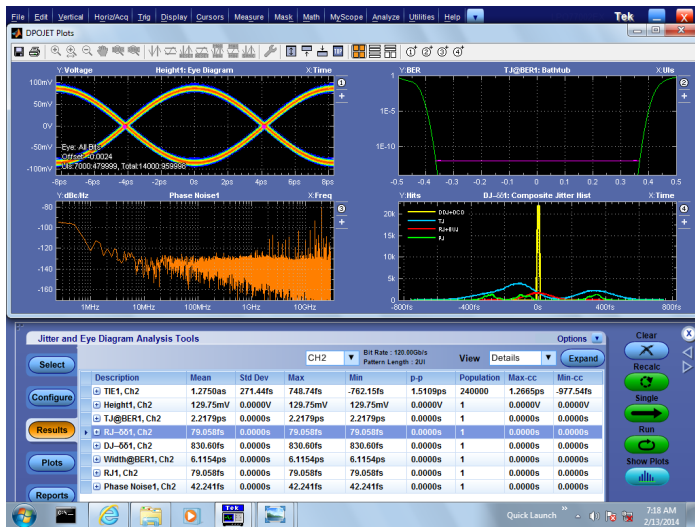 File Edit Vertical Horiz/Acq Trig Display Cursors Measure Mask Math MyScope Analyze Utilities Help Tek
DPOJET Plots
Y:Voltage Height1: Eye Diagram X:Time
100mV
50mV
0V
-50mV
-100mV
Eye: All Bits
Offset: -0.0024
UIs:7000:479999, Total:14000:959998
-8ps -6ps -4ps -2ps 0s 2ps 4ps 6ps 8ps
Y:BER TJ@BER1: Bathtub X:UIs
1
1E-5
1E-10
-0.5 -0.4 -0.3 -0.2 -0.1 0.0 0.1 0.2 0.3 0.4 0.5
Y:dBc/Hz Phase Noise1 X:Freq
-80
-100
-120
-140
-160
1MHz 10MHz 100MHz 1GHz 10GHz
Y:Hits DJ-δδ1: Composite Jitter Hist X:Time
20k
15k
10k
5k
0
DDJ+DCD
TJ
RJ+BUJ
RJ
-800fs -400fs 0s 400fs 800fs
1
2
3
4
Jitter and Eye Diagram Analysis Tools Options
Clear
Select
CH2
Bit Rate : 120.00Gb/s
Pattern Length : 2UI
View Details Expand
Recalc
Configure
Description Mean Std Dev Max Min p-p Population Max-cc Min-cc
TIE1, Ch2 1.2750as 271.44fs 748.74fs -762.15fs 1.5109ps 240000 1.2665ps -977.54fs
Height1, Ch2 129.75mV 0.0000V 129.75mV 129.75mV 0.0000V 1 0.0000V 0.0000V
TJ@BER1, Ch2 2.2179ps 0.0000s 2.2179ps 2.2179ps 0.0000s 1 0.0000s 0.0000s
RJ-δδ1, Ch2 79.058fs 0.0000s 79.058fs 79.058fs 0.0000s 1 0.0000s 0.0000s
DJ-δδ1, Ch2 830.60fs 0.0000s 830.60fs 830.60fs 0.0000s 1 0.0000s 0.0000s
Width@BER1, Ch2 6.1154ps 0.0000s 6.1154ps 6.1154ps 0.0000s 1 0.0000s 0.0000s
RJ1, Ch2 79.058fs 0.0000s 79.058fs 79.058fs 0.0000s 1 0.0000s 0.0000s
Phase Noise1, Ch2 42.241fs 0.0000s 42.241fs 42.241fs 0.0000s 1 0.0000s 0.0000s
Single
Results
Run
Plots
Show Plots
Reports
C:\.
Tek
Quick Launch
7:18 AM
2/13/2014